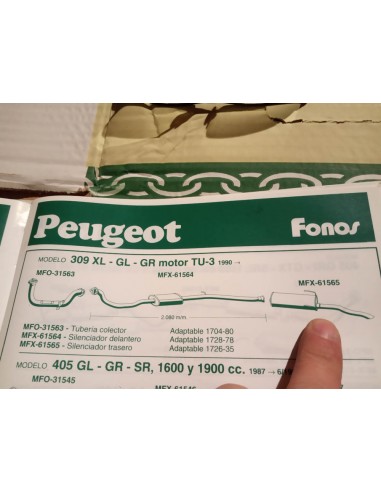 Peugeot Fonos
MODELO 309 XL - GL - GR motor TU-3 1990 →
MFO-31563 MFX-61564
MFX-61565
2.080 mm.
MFO-31563 - Tubería colector Adaptable 1704-80
MFX-61564 - Silenciador delantero Adaptable 1728-78
MFX-61565 - Silenciador trasero Adaptable 1726-35
MODELO 405 GL - GR - SR, 1600 y 1900 cc. 1987 →
MFO-31545